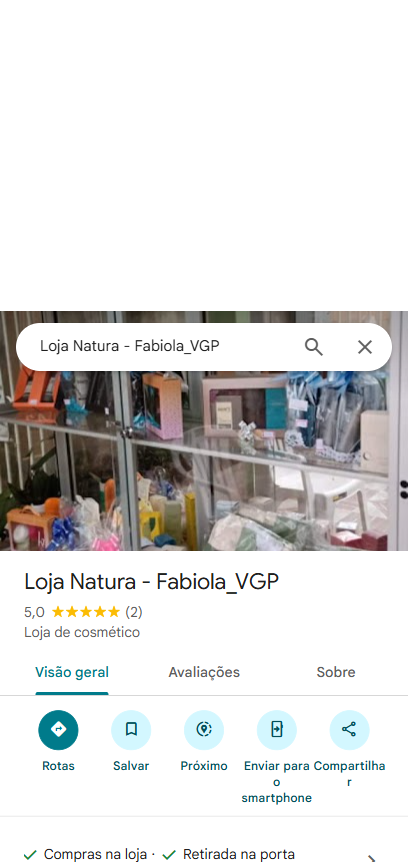 Loja Natura - Fabiola_VGP
Loja Natura - Fabiola_VGP
5,0 (2)
Loja de cosmético
Visão geral Avaliações Sobre
Rotas Salvar Próximo Enviar para o smartphone Compartilhar
Compras na loja · Retirada na porta